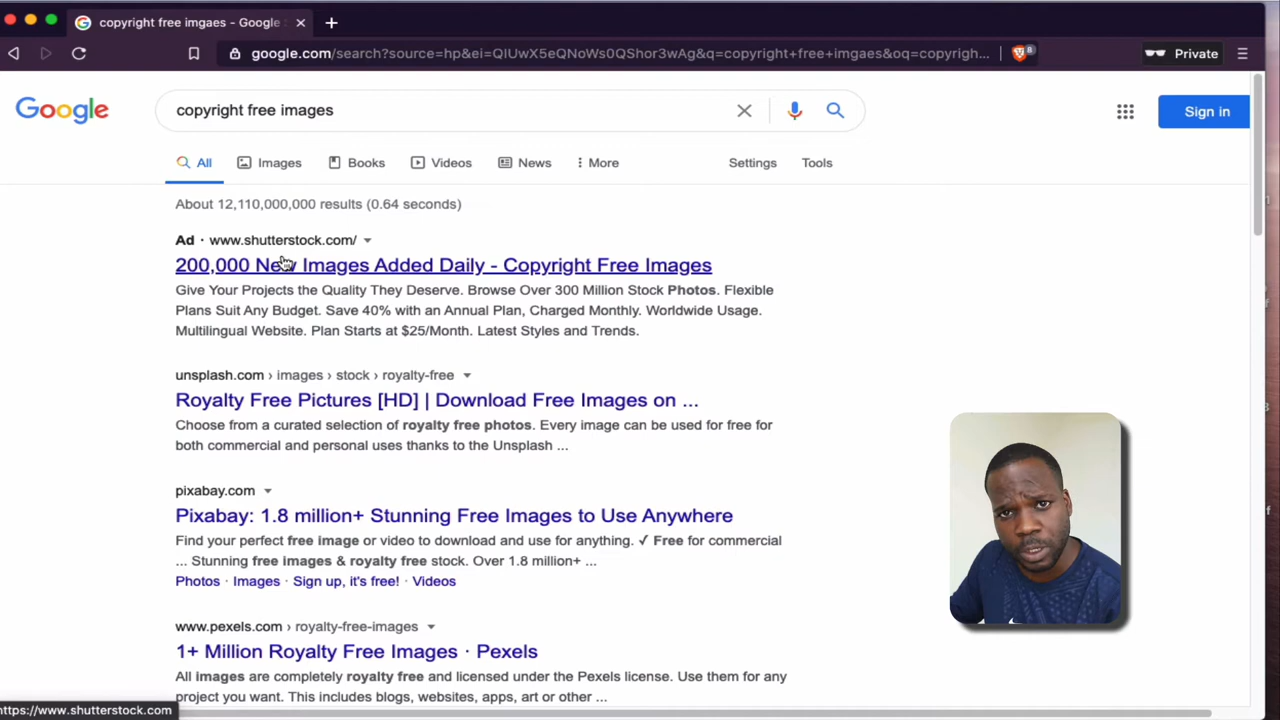 copyright free imgaes - Google
google.com/search?source=hp&ei=QIUwX5eQNoWs0QShor3wAg&q=copyright+free+imgaes&oq=copyrigh...
8
Private
Google
copyright free images
Sign in
All
Images
Books
Videos
News
More
Settings
Tools
About 12,110,000,000 results (0.64 seconds)
Ad · www.shutterstock.com/
200,000 New Images Added Daily - Copyright Free Images
Give Your Projects the Quality They Deserve. Browse Over 300 Million Stock Photos. Flexible
Plans Suit Any Budget. Save 40% with an Annual Plan, Charged Monthly. Worldwide Usage.
Multilingual Website. Plan Starts at $25/Month. Latest Styles and Trends.
unsplash.com › images › stock › royalty-free
Royalty Free Pictures [HD] | Download Free Images on ...
Choose from a curated selection of royalty free photos. Every image can be used for free for
both commercial and personal uses thanks to the Unsplash ...
pixabay.com
Pixabay: 1.8 million+ Stunning Free Images to Use Anywhere
Find your perfect free image or video to download and use for anything. ✓ Free for commercial
... Stunning free images & royalty free stock. Over 1.8 million+ ...
Photos · Images · Sign up, it's free! · Videos
www.pexels.com › royalty-free-images
1+ Million Royalty Free Images · Pexels
All images are completely royalty free and licensed under the Pexels license. Use them for any
project you want. This includes blogs, websites, apps, art or other ...
https://www.shutterstock.com